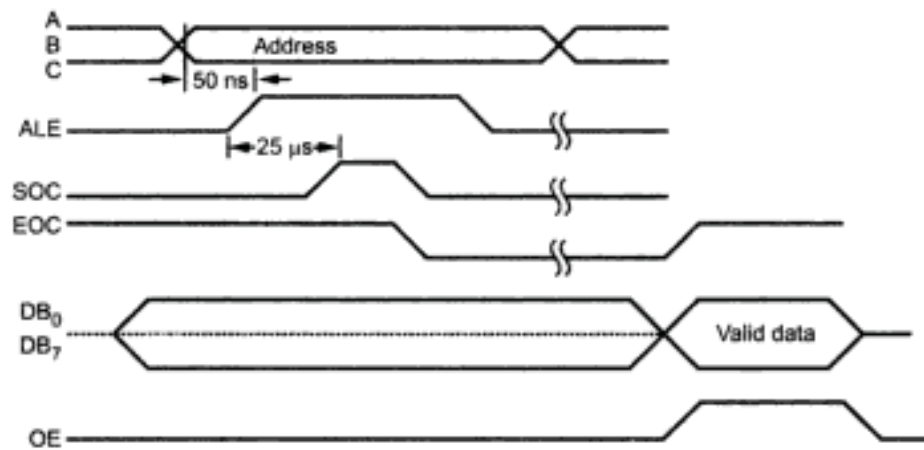 A
B
C
Address
50 ns
ALE
25 μs
SOC
EOC
DB₀
DB₇
Valid data
OE